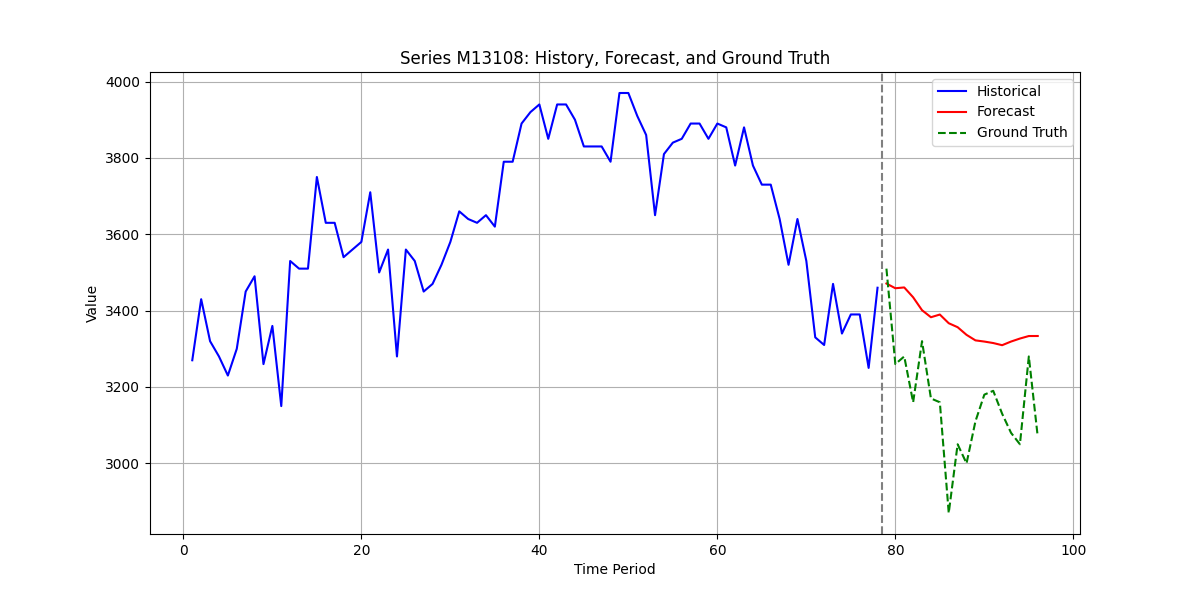 Series M13108: History, Forecast, and Ground Truth
Historical
Forecast
Ground Truth
Value
4000
3800
3600
3400
3200
3000
0 20 40 60 80 100
Time Period